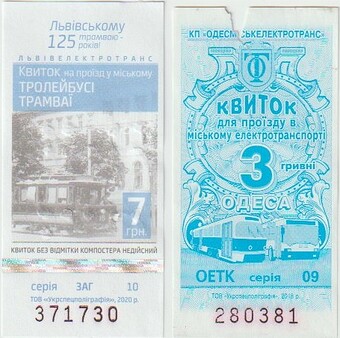 Львівському
125 трамваю - років!
ЛЬВІВЕЛЕКТРОТРАНС
КВИТОК на проїзд у міському
ТРОЛЕЙБУСІ
ТРАМВАЇ
7
грн.
КВИТОК БЕЗ ВІДМІТКИ КОМПОСТЕРА НЕДІЙСНИЙ
серія ЗАГ 10
ТОВ «Укрспецполіграфія», 2020 р.
371730
КП "ОДЕСМІСЬКЕЛЕКТРОТРАНС"
КВИТОК
для проїзду в
міському електротранспорті
3 гривні
ОДЕСА
ОЕТК серія 09
ТОВ «Укрспецполіграфія», 2018 р.
280381